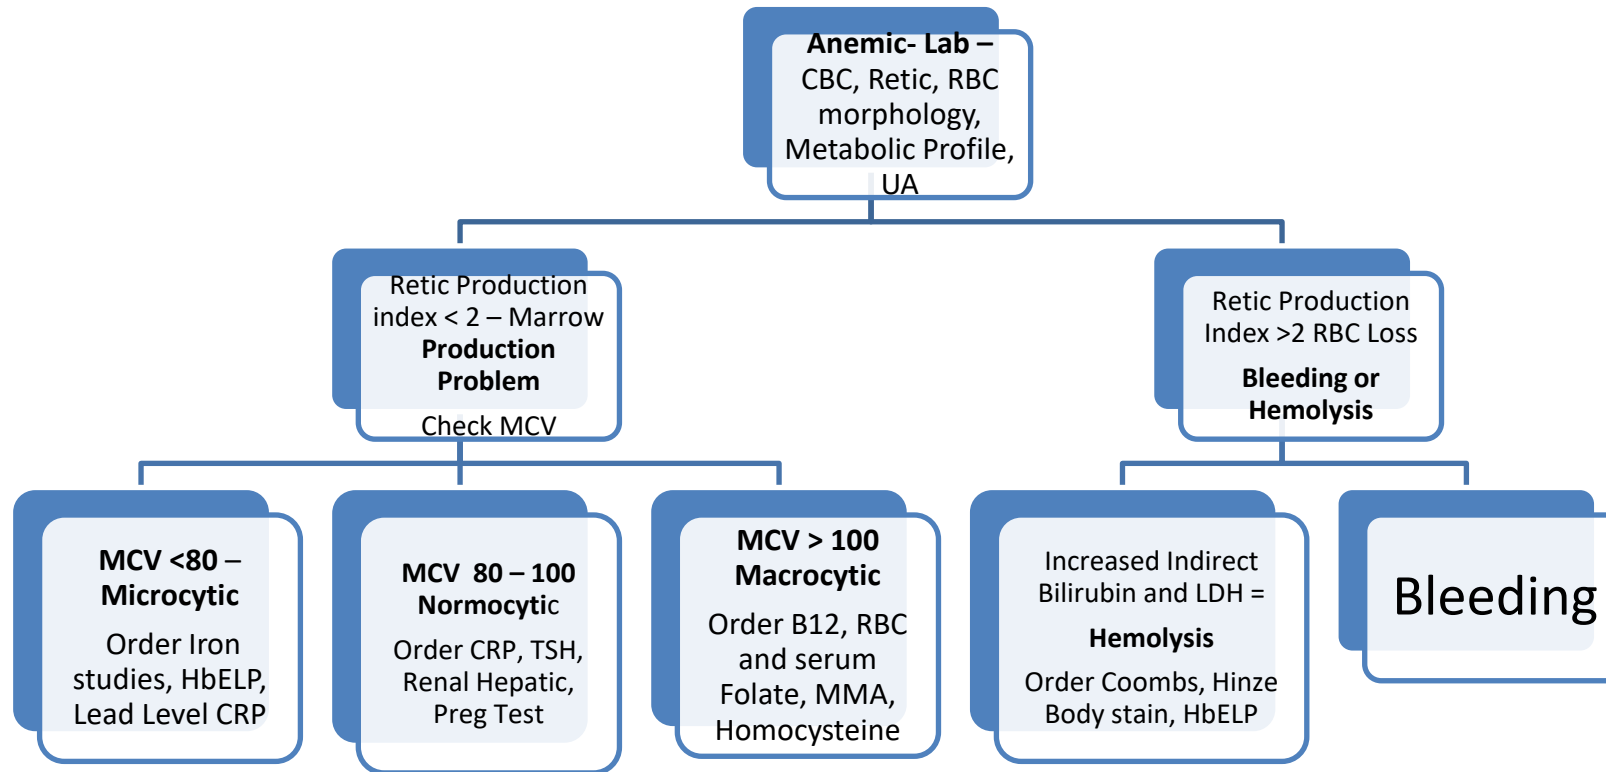 Anemic- Lab –
CBC, Retic, RBC
morphology,
Metabolic Profile,
UA
Retic Production
index < 2 – Marrow
Production
Problem
Check MCV
Retic Production
Index >2 RBC Loss
Bleeding or
Hemolysis
MCV <80 –
Microcytic
Order Iron
studies, HbELP,
Lead Level CRP
MCV 80 – 100
Normocytic
Order CRP, TSH,
Renal Hepatic,
Preg Test
MCV > 100
Macrocytic
Order B12, RBC
and serum
Folate, MMA,
Homocysteine
Increased Indirect
Bilirubin and LDH =
Hemolysis
Order Coombs, Hinze
Body stain, HbELP
Bleeding